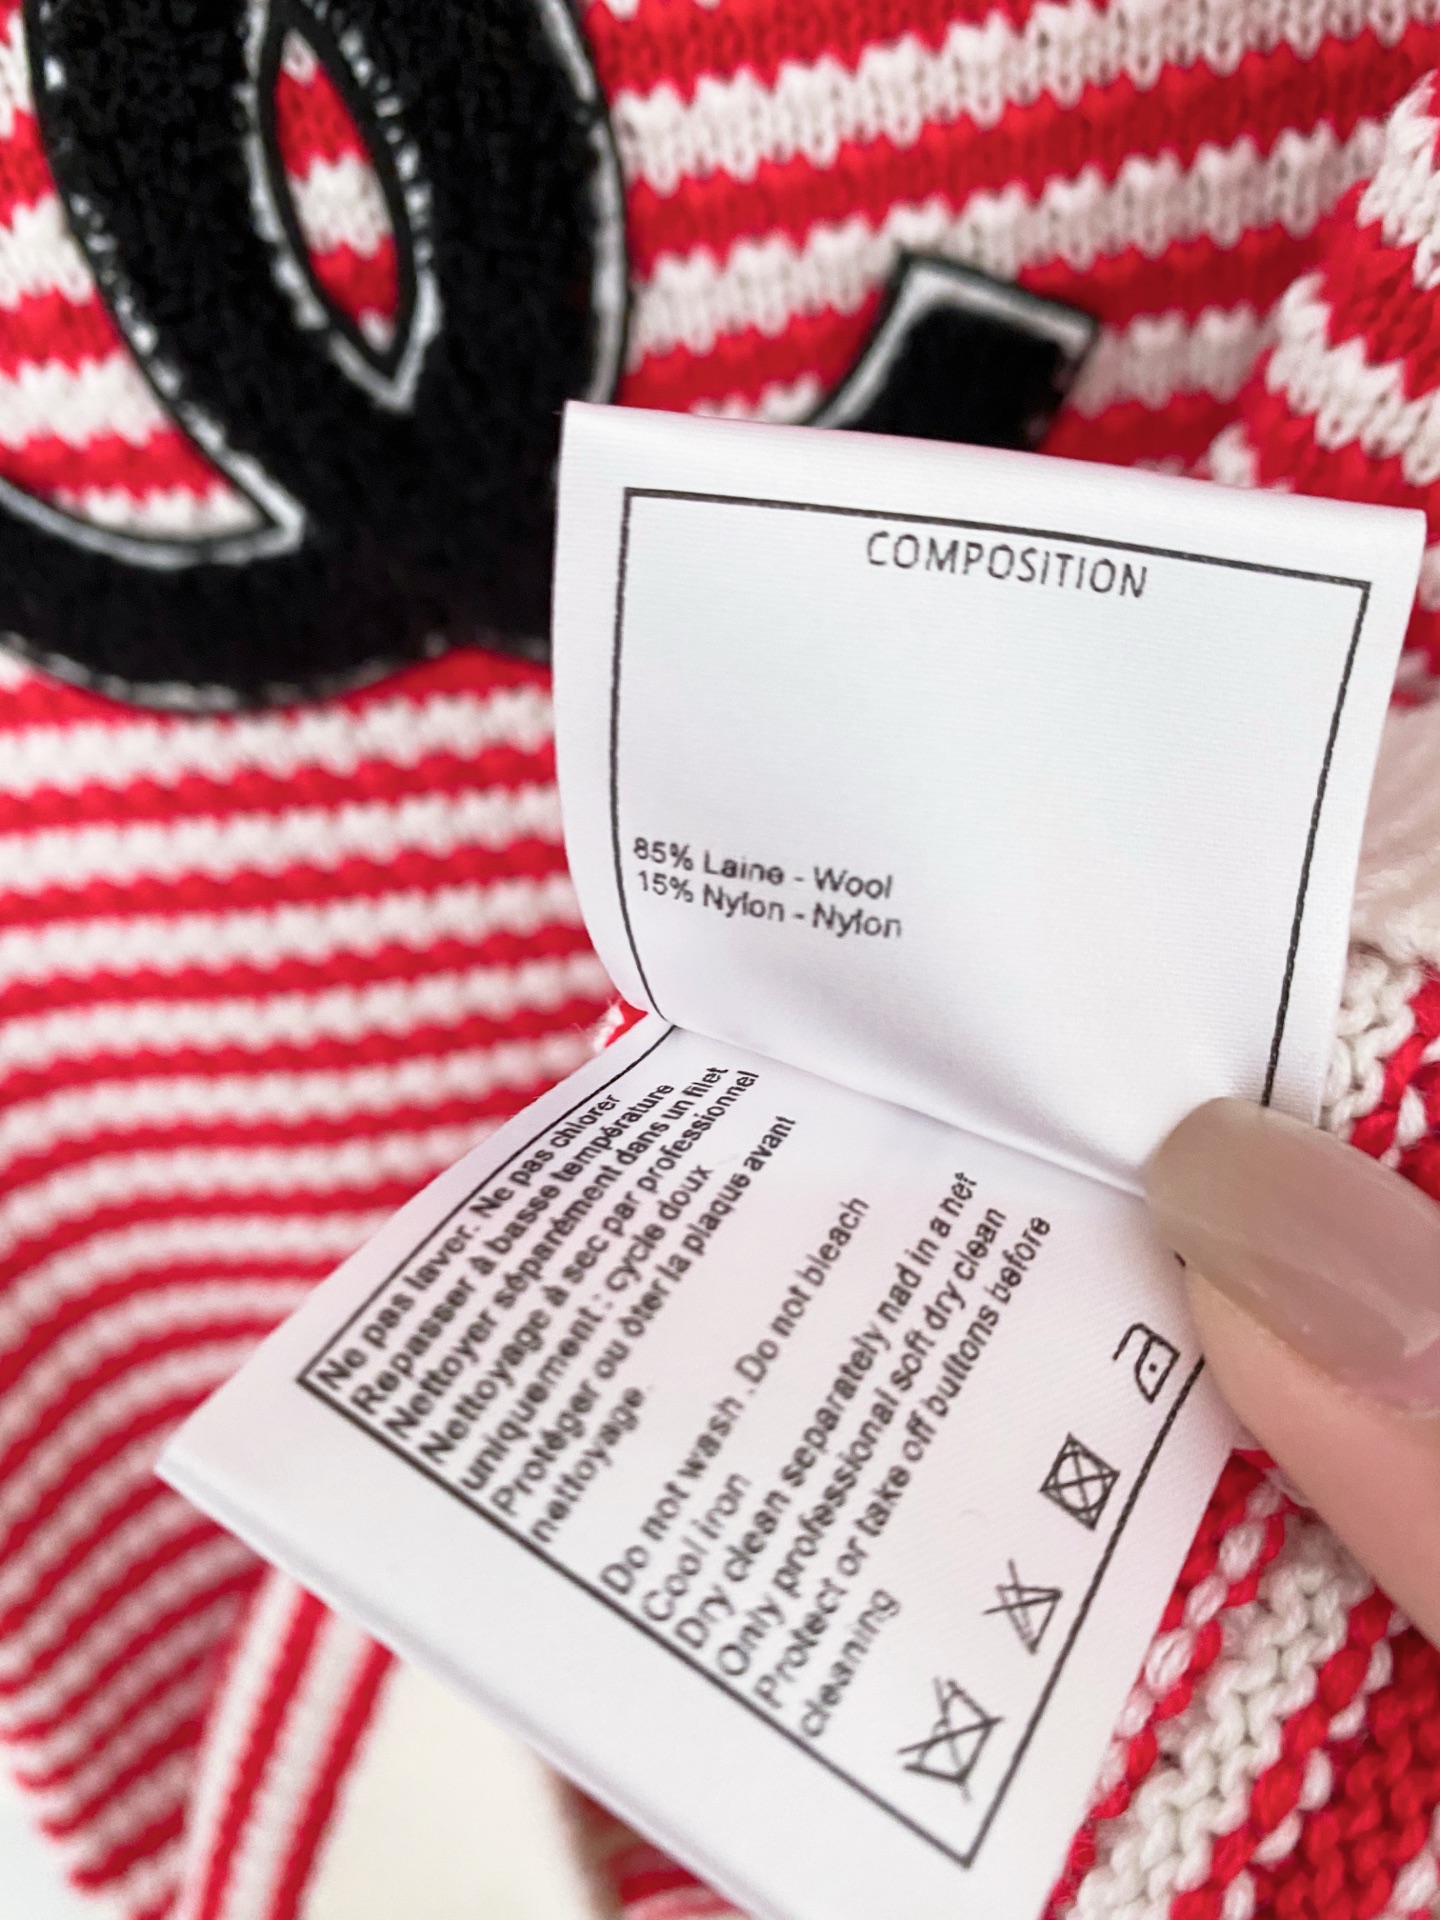 COMPOSITION
85% Laine - Wool
15% Nylon - Nylon
Ne pas laver. Ne pas chlorer
Repasser à basse température
Nettoyer séparément dans un filet
Nettoyage à sec par professionnel
uniquement : cycle doux
Protéger ou ôter la plaque avant
nettoyage.
Do not wash . Do not bleach
Cool iron
Dry clean separately nad in a net
Only professional soft dry clean
Protect or take off buttons before
cleaning